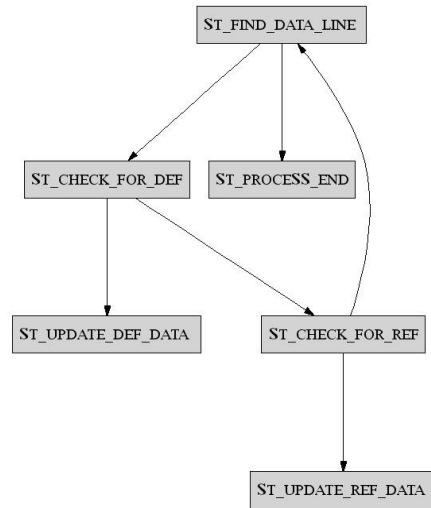 ST_FIND_DATA_LINE
ST_CHECK_FOR_DEF
ST_PROCESS_END
ST_UPDATE_DEF_DATA
ST_CHECK_FOR_REF
ST_UPDATE_REF_DATA